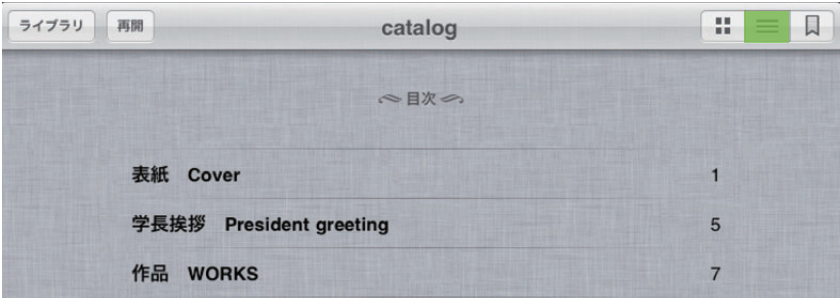 ライブラリ 再開 catalog
目次
表紙 Cover 1
学長挨拶 President greeting 5
作品 WORKS 7